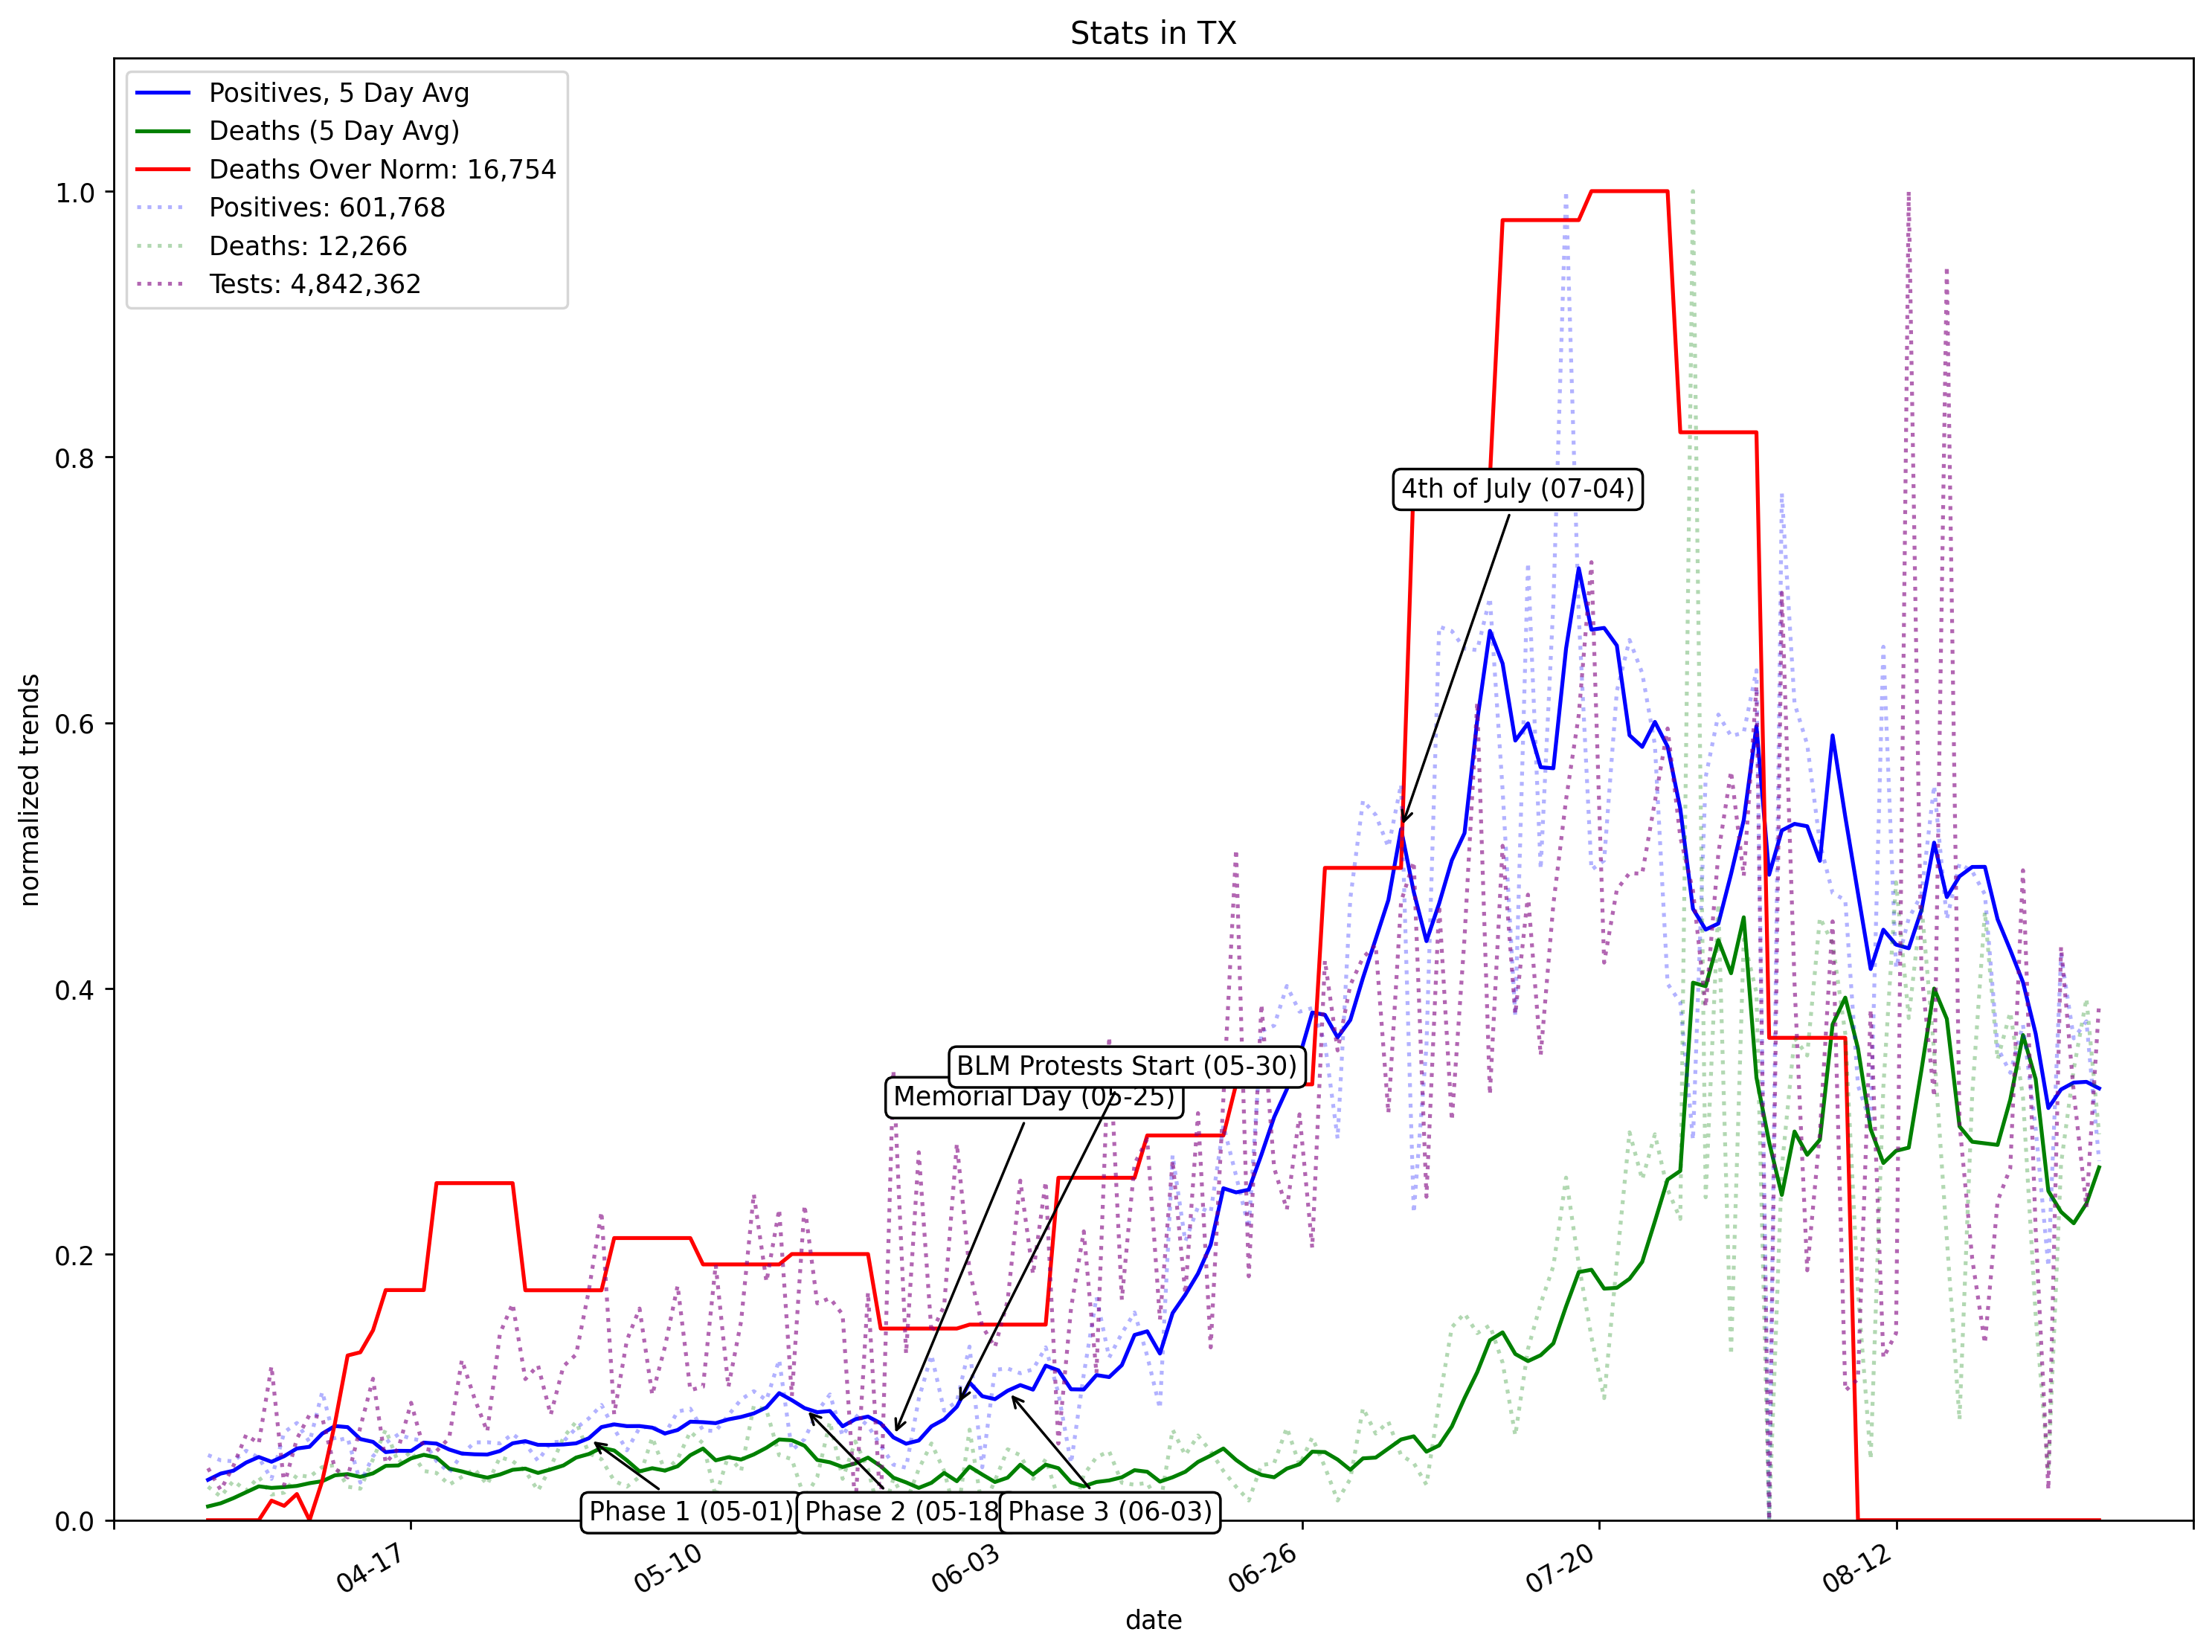 Stats in TX
Positives, 5 Day Avg
Deaths (5 Day Avg)
Deaths Over Norm: 16,754
Positives: 601,768
Deaths: 12,266
Tests: 4,842,362
1.0
0.8
0.6
0.4
0.2
0.0
normalized trends
4th of July (07-04)
BLM Protests Start (05-30)
Memorial Day (05-25)
Phase 1 (05-01)
Phase 2 (05-18
Phase 3 (06-03)
04-17
05-10
06-03
06-26
07-20
08-12
date